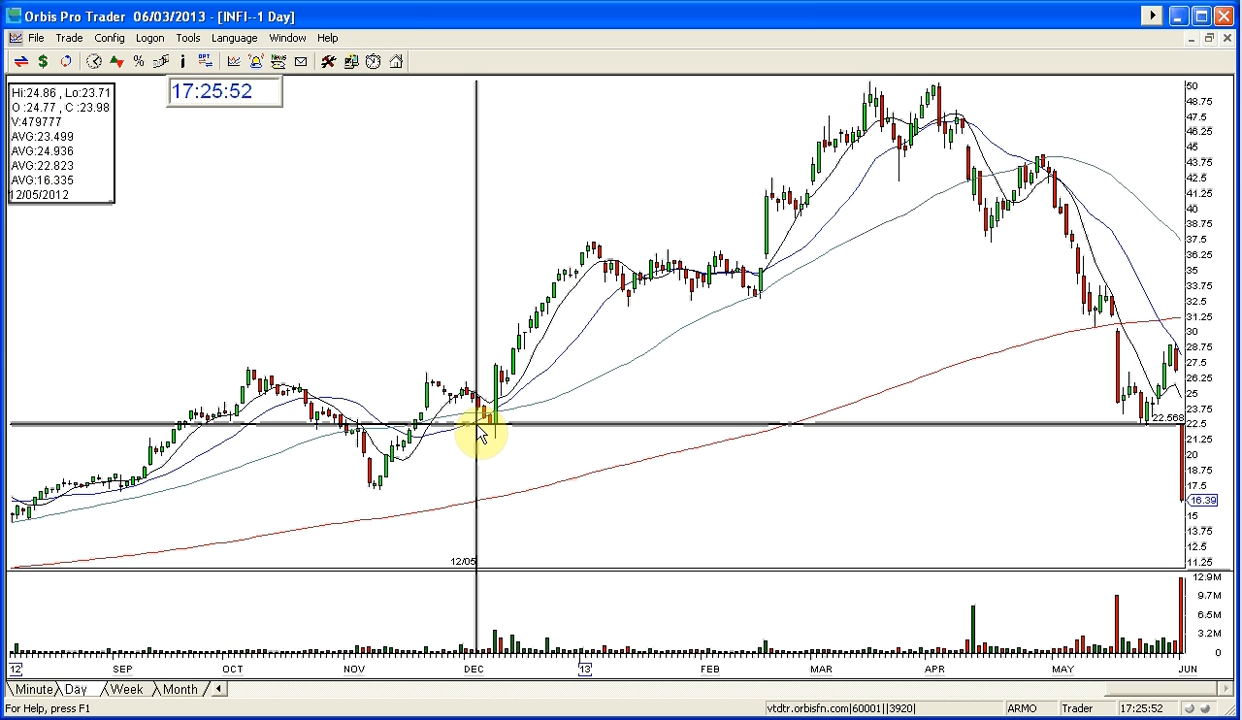 Orbis Pro Trader 06/03/2013 - [INFI--1 Day]
File Trade Config Logon Tools Language Window Help
17:25:52
Hi:24.86 , Lo:23.71
O :24.77 , C :23.98
V:479777
AVG:23.499
AVG:24.936
AVG:22.823
AVG:16.335
12/05/2012
50
48.75
47.5
46.25
45
43.75
42.5
41.25
40
38.75
37.5
36.25
35
33.75
32.5
31.25
30
28.75
27.5
26.25
25
23.75
22.568
22.5
21.25
20
18.75
17.5
16.39
15
13.75
12.5
11.25
12/05
12.9M
9.7M
6.5M
3.2M
0
12 SEP OCT NOV DEC '13 FEB MAR APR MAY JUN
Minute Day Week Month
For Help, press F1 vtdtr.orbisfn.com|60001||3920| ARMO Trader 17:25:52